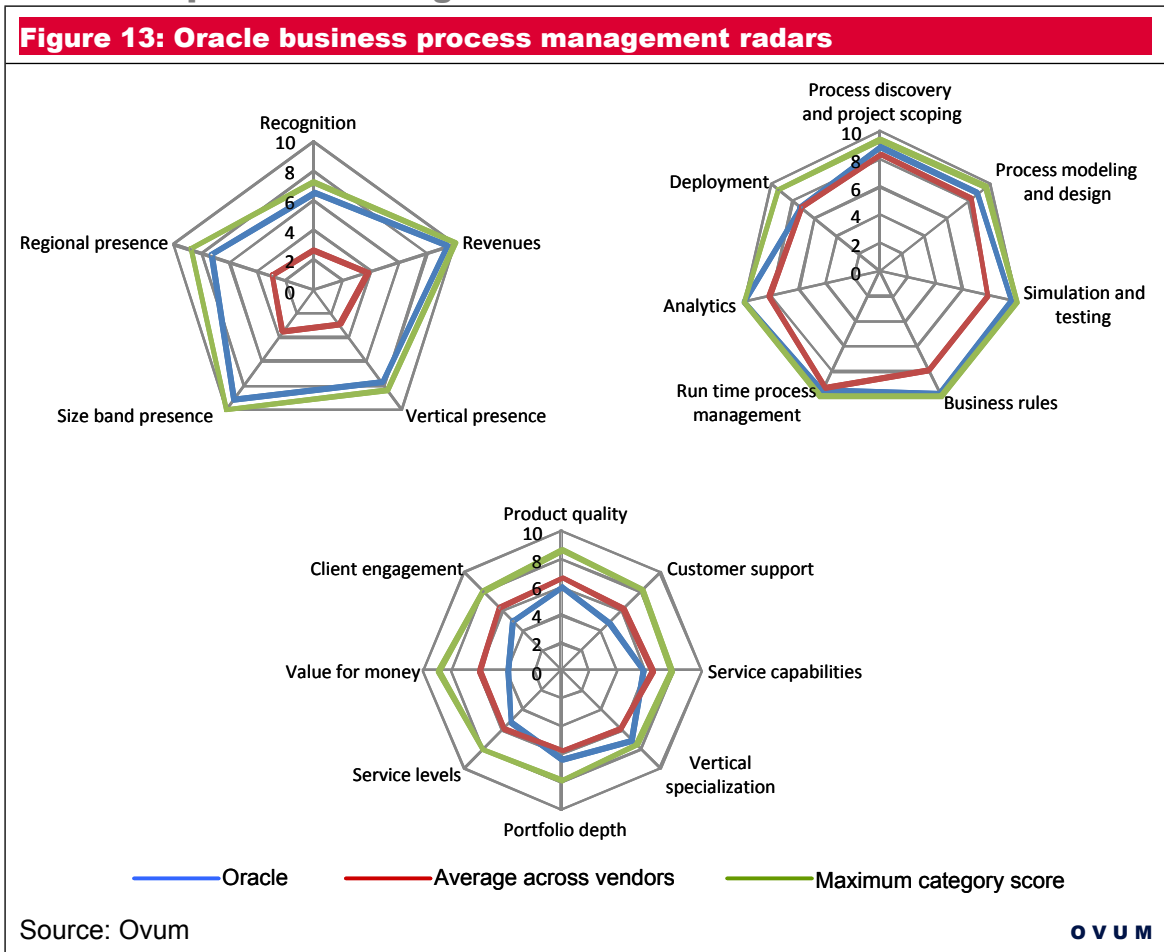 Figure 13: Oracle business process management radars
Recognition
10
8
6
4
2
0
Revenues
Vertical presence
Size band presence
Regional presence
Process discovery
and project scoping
10
8
6
4
2
0
Process modeling
and design
Simulation and
testing
Business rules
Run time process
management
Analytics
Deployment
Product quality
10
8
6
4
2
0
Customer support
Service capabilities
Vertical
specialization
Portfolio depth
Service levels
Value for money
Client engagement
Oracle
Average across vendors
Maximum category score
Source: Ovum
OVUM